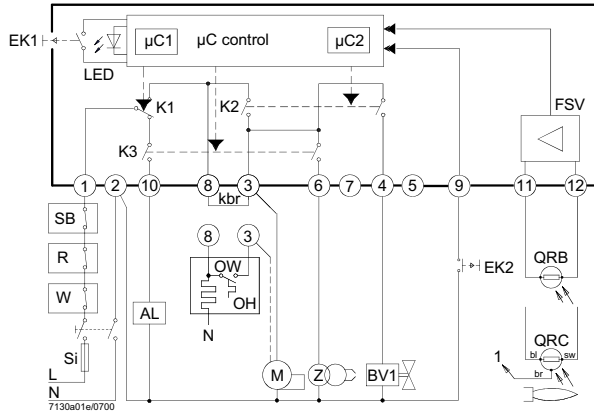 EK1
LED
µC1
µC control
µC2
K1
K2
FSV
K3
1
2
10
8
3
6
7
4
5
9
11
12
kbr
SB
R
W
Si
L
N
7130a01e/0700
8
3
OW
OH
N
AL
M
Z
BV1
EK2
QRB
QRC
bl
sw
br
1